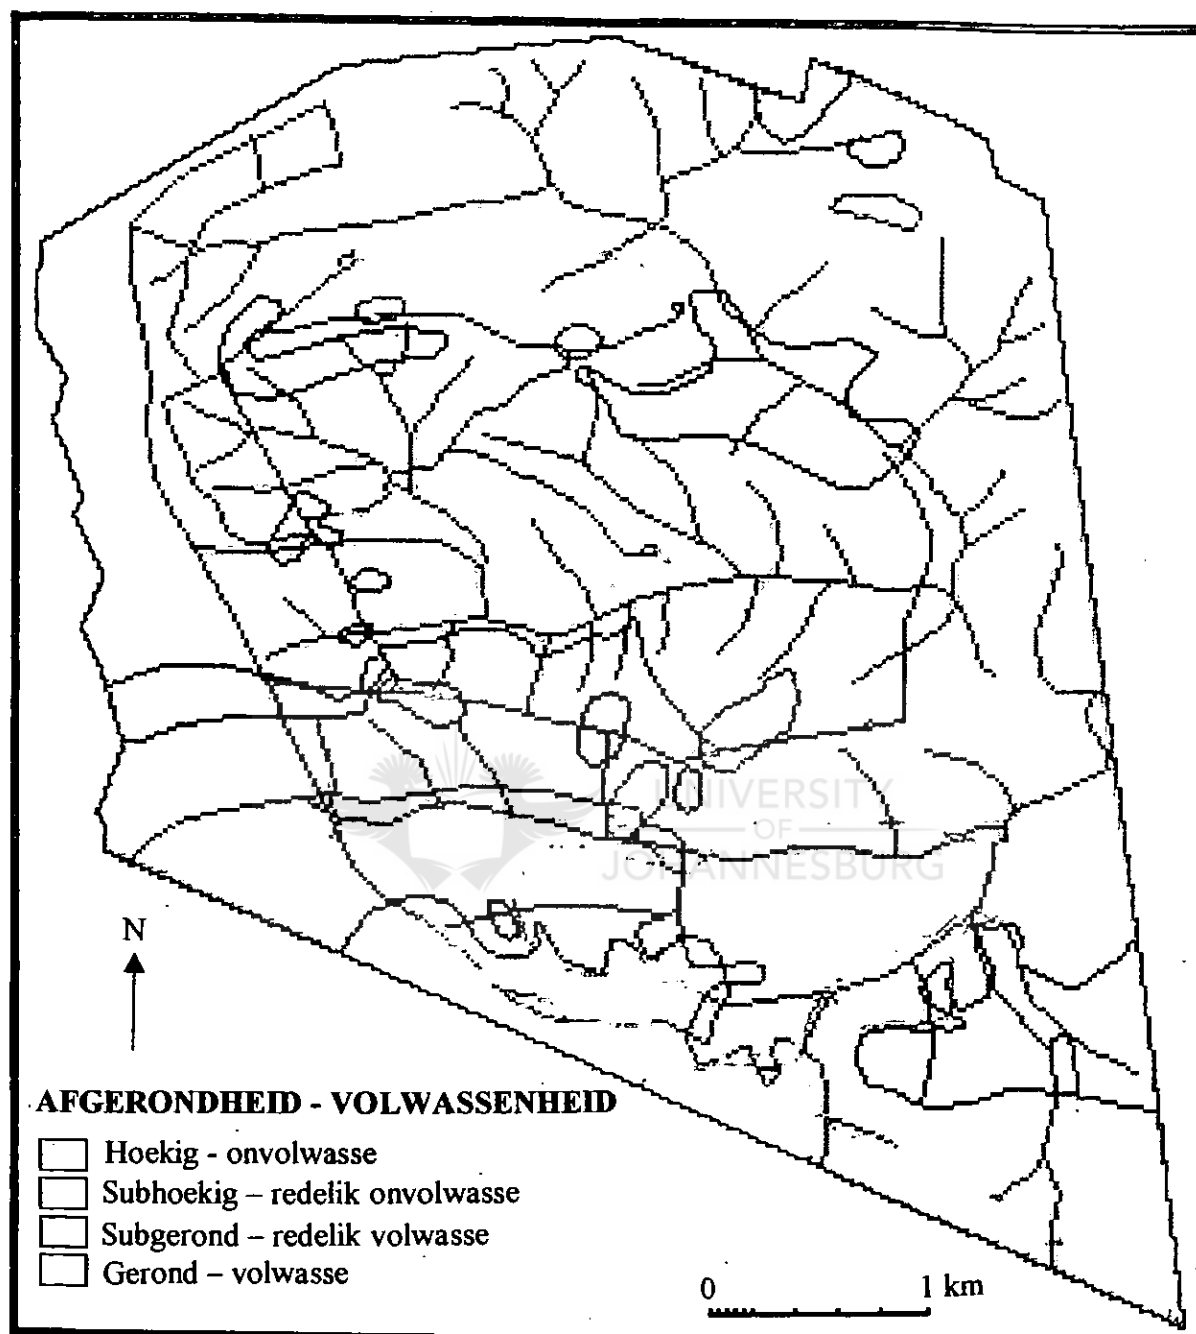 UNIVERSITY
OF
JOHANNESBURG
N
AFGERONDHEID - VOLWASSENHEID
Hoekig - onvolwasse
Subhoekig – redelik onvolwasse
Subgerond – redelik volwasse
Gerond – volwasse
0 1 km